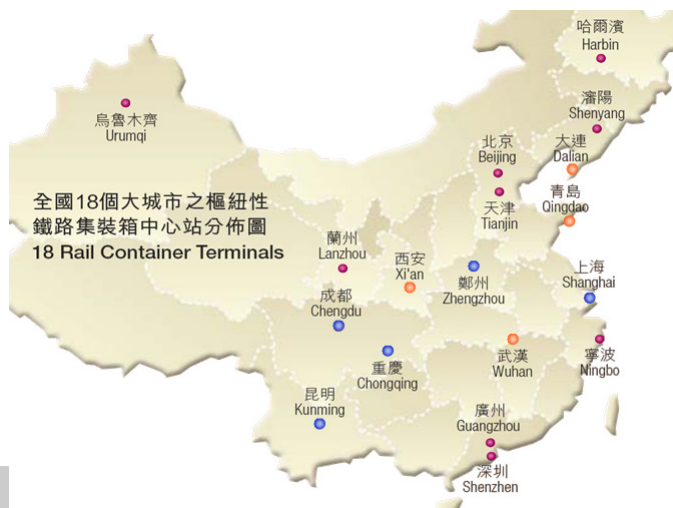 哈爾濱
Harbin
瀋陽
Shenyang
烏魯木齊
Urumqi
北京
Beijing
大連
Dalian
天津
Tianjin
青島
Qingdao
全國18個大城市之樞紐性
鐵路集裝箱中心站分佈圖
18 Rail Container Terminals
蘭州
Lanzhou
西安
Xi'an
鄭州
Zhengzhou
上海
Shanghai
成都
Chengdu
重慶
Chongqing
武漢
Wuhan
寧波
Ningbo
昆明
Kunming
廣州
Guangzhou
深圳
Shenzhen